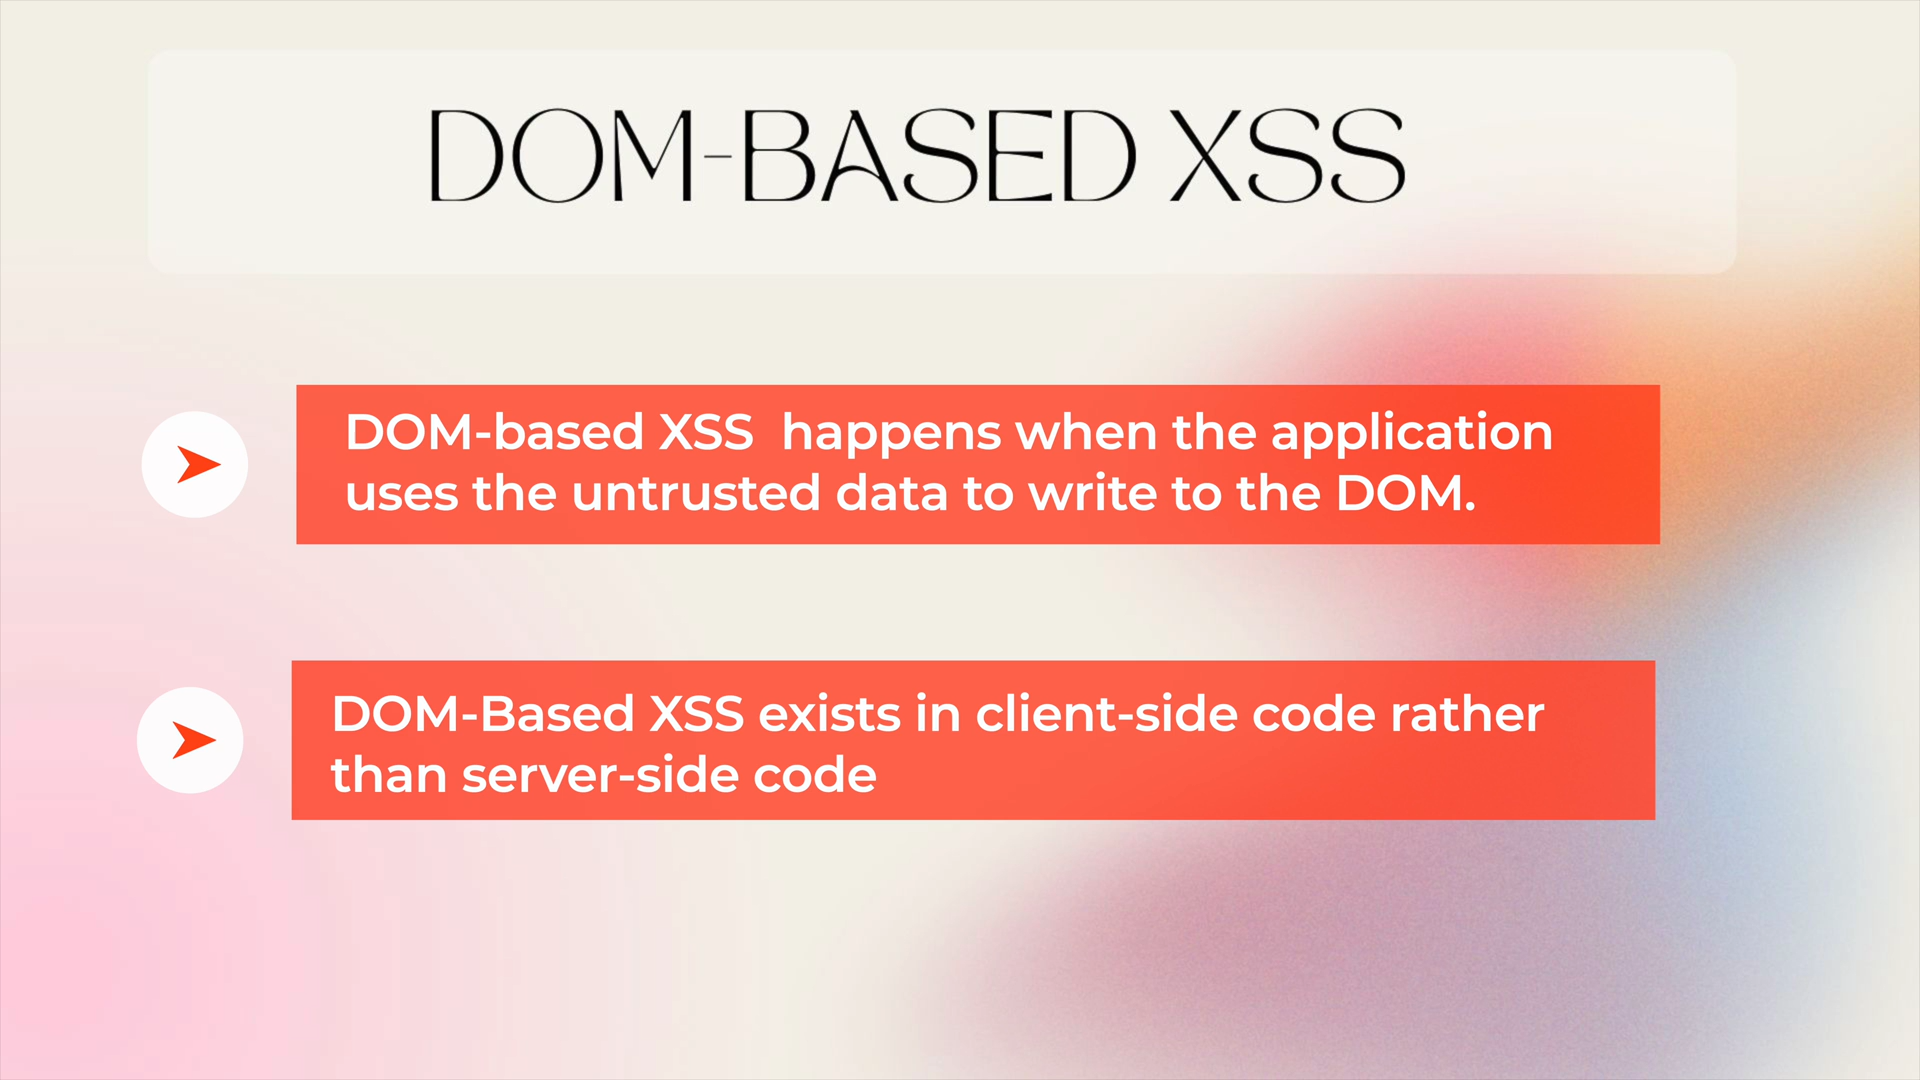 DOM-BASED XSS
DOM-based XSS  happens when the application
uses the untrusted data to write to the DOM.
DOM-Based XSS exists in client-side code rather
than server-side code